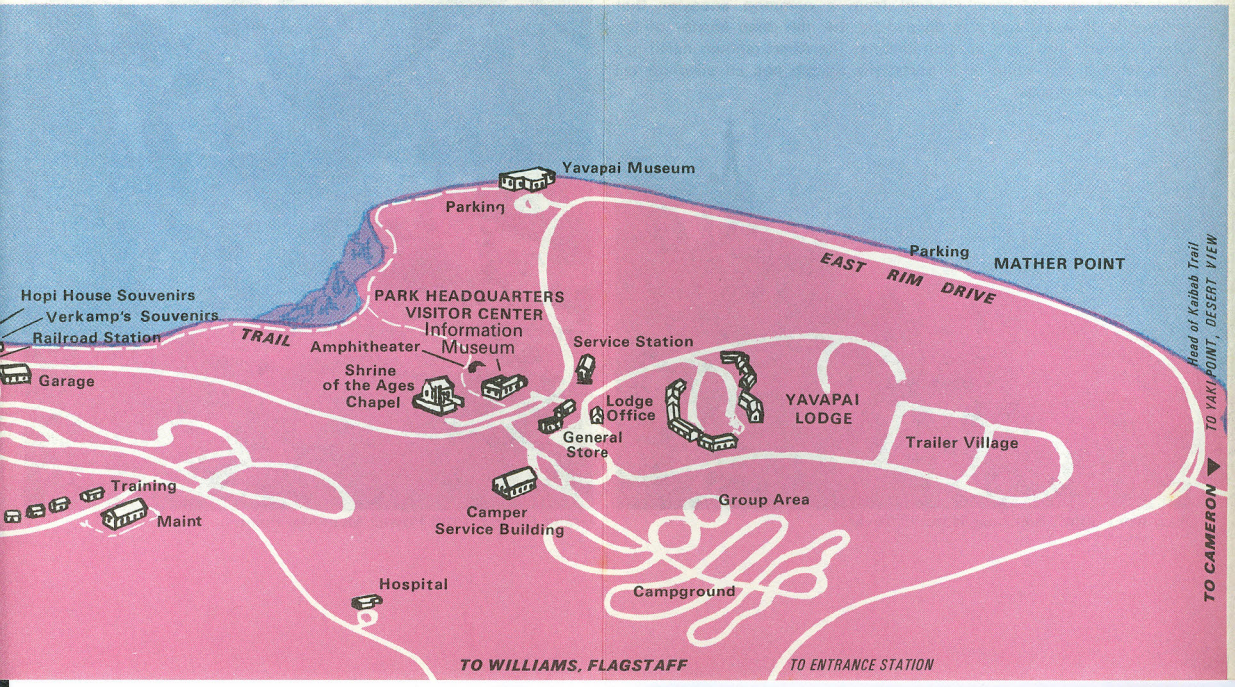 Yavapai Museum
Parking
Parking
MATHER POINT
EAST RIM DRIVE
Head of Kaibab Trail
TO YAKI POINT, DESERT VIEW
TO CAMERON
Hopi House Souvenirs
Verkamp's Souvenirs
Railroad Station
TRAIL
Garage
PARK HEADQUARTERS
VISITOR CENTER
Information
Museum
Amphitheater
Shrine
of the Ages
Chapel
Service Station
Lodge
Office
General
Store
YAVAPAI
LODGE
Trailer Village
Training
Maint
Camper
Service Building
Group Area
Campground
Hospital
TO WILLIAMS, FLAGSTAFF
TO ENTRANCE STATION